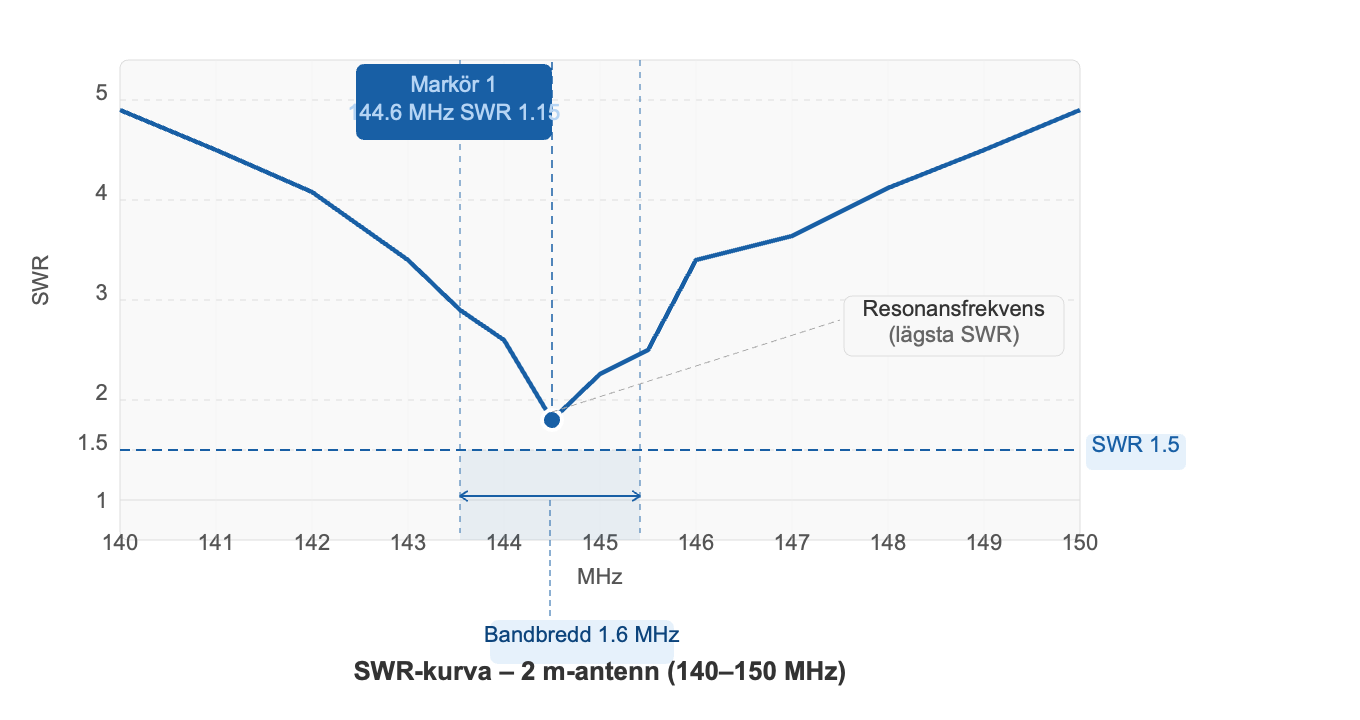 Markör 1
144.6 MHz SWR 1.15
5
4
3
2
1.5
1
SWR
Resonansfrekvens
(lägsta SWR)
SWR 1.5
140 141 142 143 144 145 146 147 148 149 150
MHz
Bandbredd 1.6 MHz
SWR-kurva – 2 m-antenn (140–150 MHz)